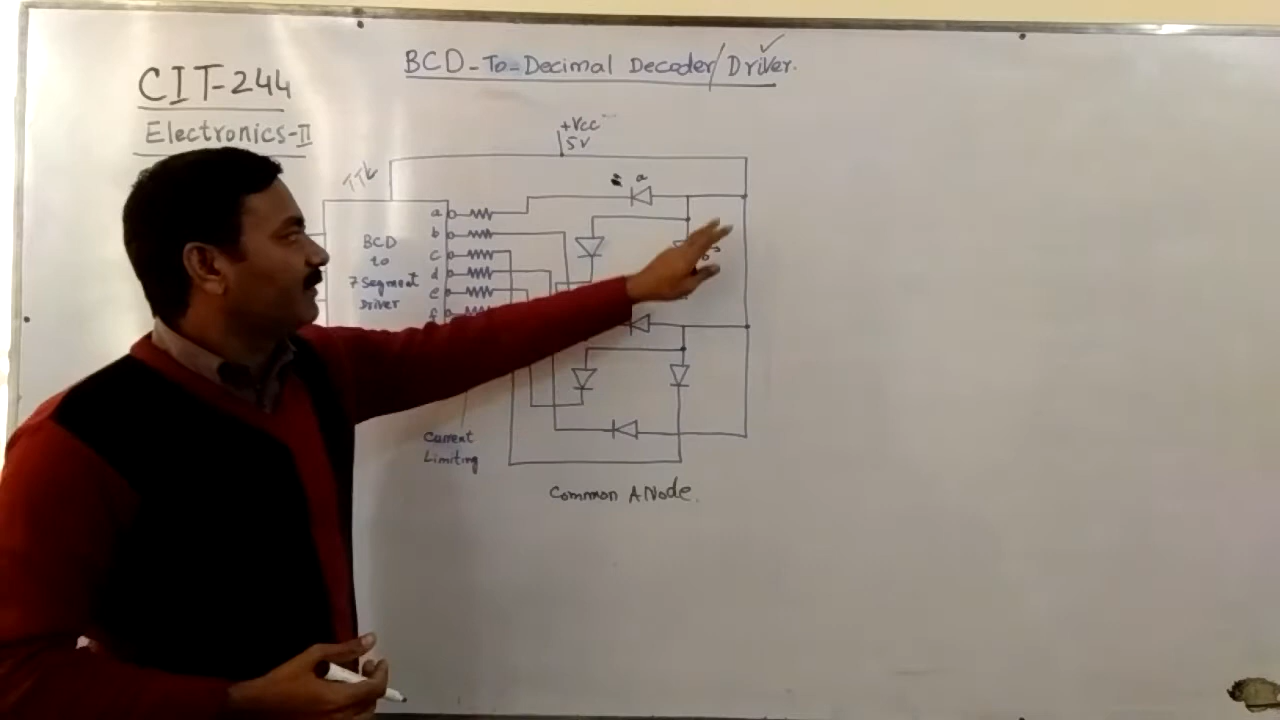 BCD-To-Decimal Decoder/Driver.
CIT-244
Electronics-II
+Vcc
5V
TTL
a
a
BCD
to
7 Segment
Driver
b
c
d
e
f
b
Current
Limiting
Common ANode.